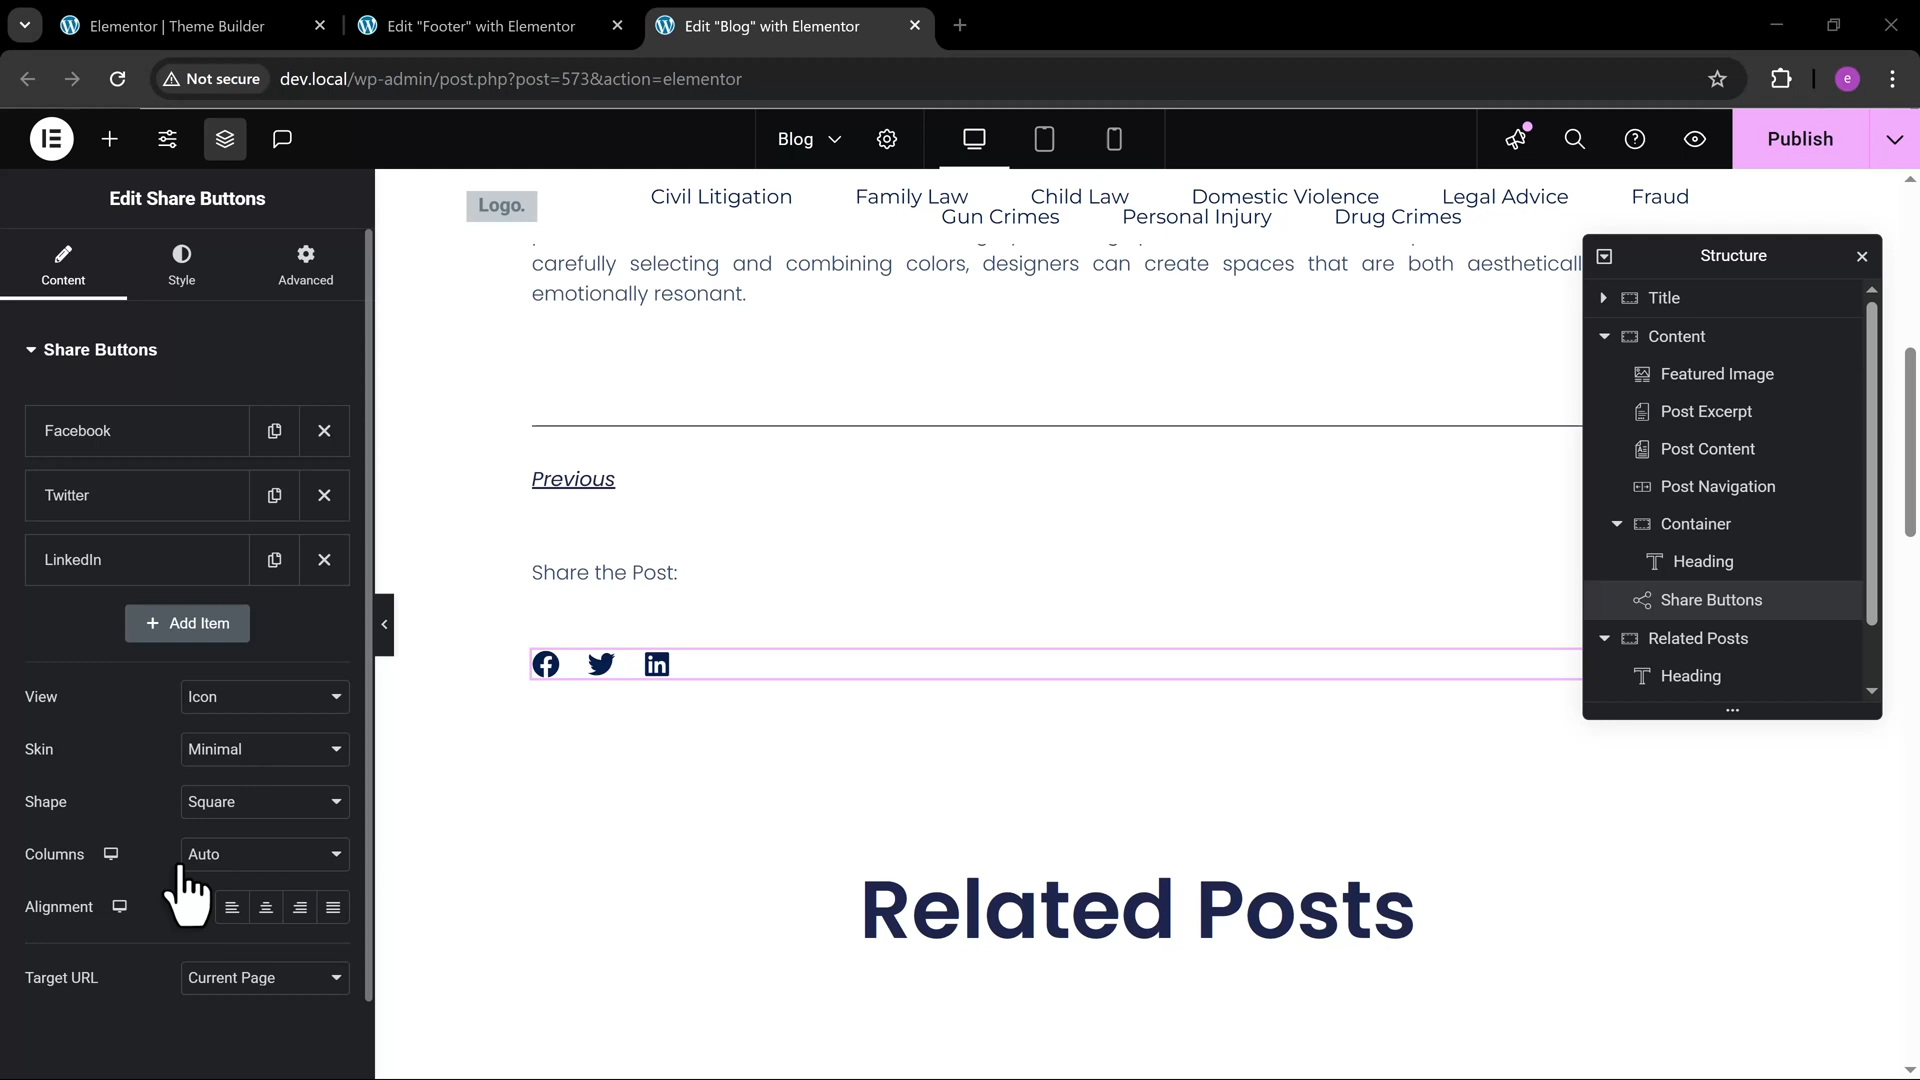 Elementor | Theme Builder
Edit "Footer" with Elementor
Edit "Blog" with Elementor
Not secure
dev.local/wp-admin/post.php?post=573&action=elementor
e
Blog
Publish
Edit Share Buttons
Content
Style
Advanced
Share Buttons
Facebook
Twitter
LinkedIn
+ Add Item
View
Icon
Skin
Minimal
Shape
Square
Columns
Auto
Alignment
Target URL
Current Page
Logo.
Civil Litigation Family Law Child Law Domestic Violence Legal Advice Fraud
Gun Crimes Personal Injury Drug Crimes
carefully selecting and combining colors, designers can create spaces that are both aestheticall
emotionally resonant.
Previous
Share the Post:
Related Posts
Structure
Title
Content
Featured Image
Post Excerpt
Post Content
Post Navigation
Container
Heading
Share Buttons
Related Posts
Heading